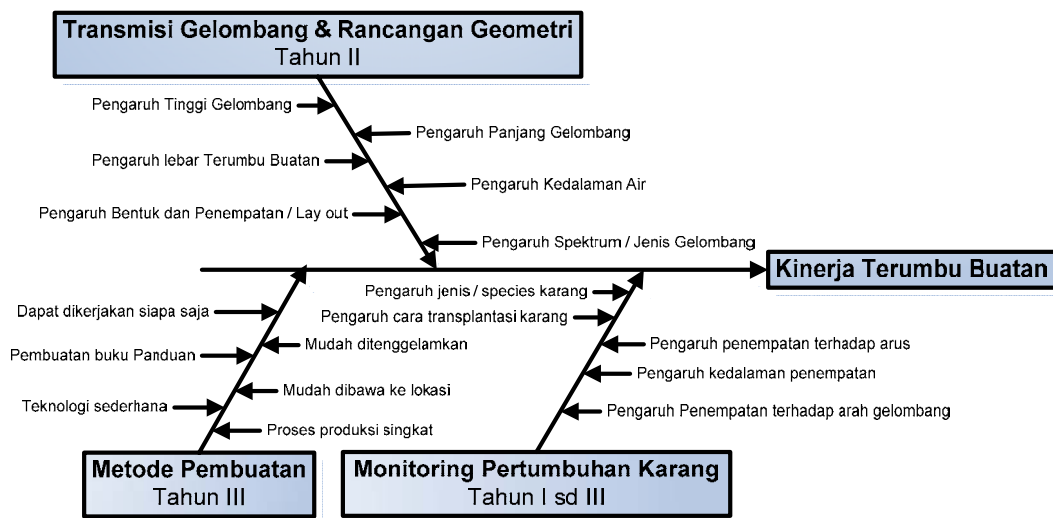 Transmisi Gelombang & Rancangan Geometri
Tahun II
Pengaruh Tinggi Gelombang
Pengaruh Panjang Gelombang
Pengaruh lebar Terumbu Buatan
Pengaruh Kedalaman Air
Pengaruh Bentuk dan Penempatan / Lay out
Pengaruh Spektrum / Jenis Gelombang
Kinerja Terumbu Buatan
Pengaruh jenis / species karang
Dapat dikerjakan siapa saja
Pengaruh cara transplantasi karang
Mudah ditenggelamkan
Pengaruh penempatan terhadap arus
Pembuatan buku Panduan
Pengaruh kedalaman penempatan
Mudah dibawa ke lokasi
Teknologi sederhana
Pengaruh Penempatan terhadap arah gelombang
Proses produksi singkat
Metode Pembuatan
Tahun III
Monitoring Pertumbuhan Karang
Tahun I sd III